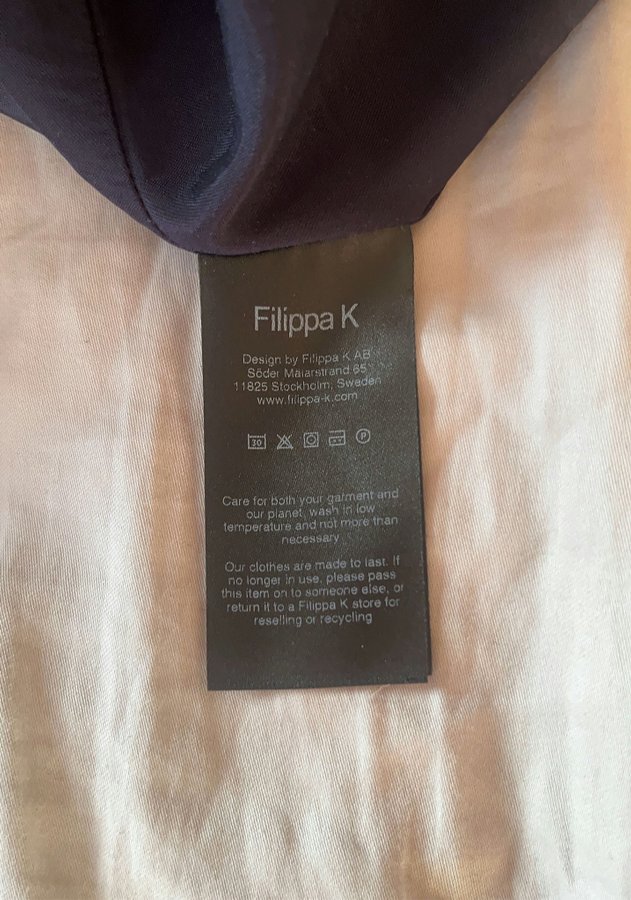 Filippa K
Design by Filippa K AB
Söder Mälarstrand 65
11825 Stockholm, Sweden
www.filippa-k.com
30 P
Care for both your garment and
our planet, wash in low
temperature and not more than
necessary
Our clothes are made to last. If
no longer in use, please pass
this item on to someone else, or
return it to a Filippa K store for
reselling or recycling